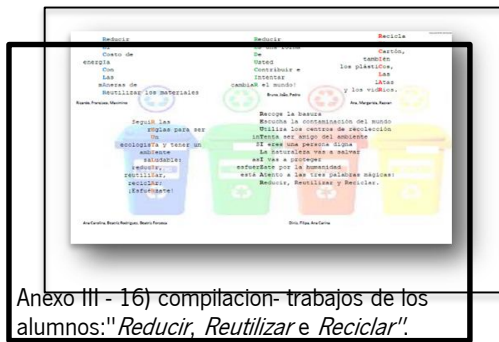 Reducir
El
Costo de
energía
Con
Las
mAneras de
Reutilizar los materiales
Ricardo, Francisco, Maximino
Reducir
Es una forma
De
Usted
Contribuir e
Intentar
cambiaR el mundo!
Bruno, João, Pedro
Recicla
Cartón,
también
los plástiCos,
Las
LAtas
y los vidRios.
Ana, Margarida,
SeguiR las
reglas para ser
Un
ecologista y tener un
ambiente
saludable:
reducir,
reutilizar,
reciclar:
¡Esfuérzate!
Ana Carolina, Beatriz Rodrigues, Beatriz Fonseca
Recoge la basura
Escucha la contaminación del mundo
Utiliza los centros de recolección
inTenta ser amigo del ambiente
SI eres una persona digna
La naturaleza vas a salvar
asI vas a proteger
esfuerZate por la humanidad
está Atento a las tres palabras mágicas:
Reducir, Reutilizar y Reciclar.
Filipa, Ana Carina
Anexo III - 16) compilacion- trabajos de los
alumnos:"Reducir, Reutilizar e Reciclar".